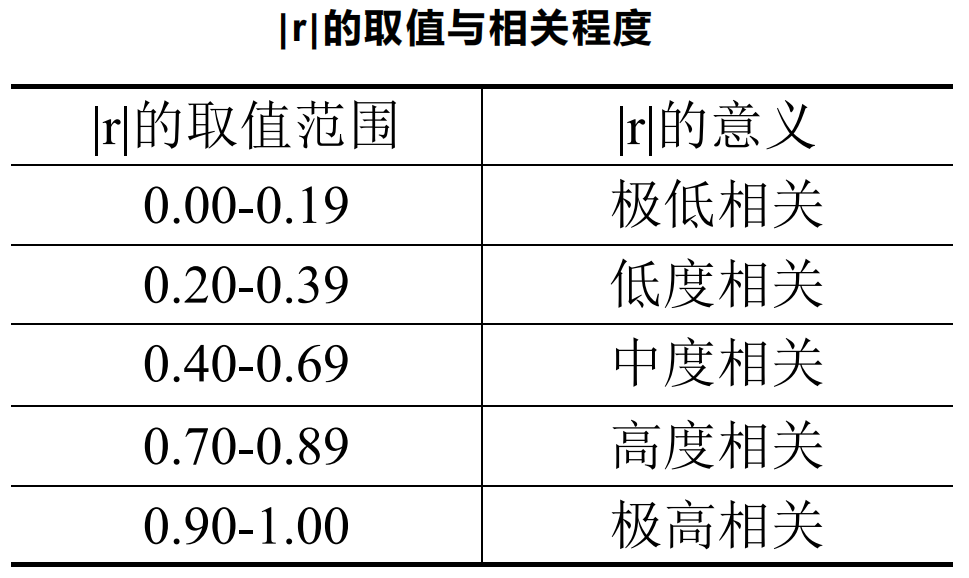 |r|的取值与相关程度
|r|的取值范围 |r|的意义
0.00-0.19 极低相关
0.20-0.39 低度相关
0.40-0.69 中度相关
0.70-0.89 高度相关
0.90-1.00 极高相关